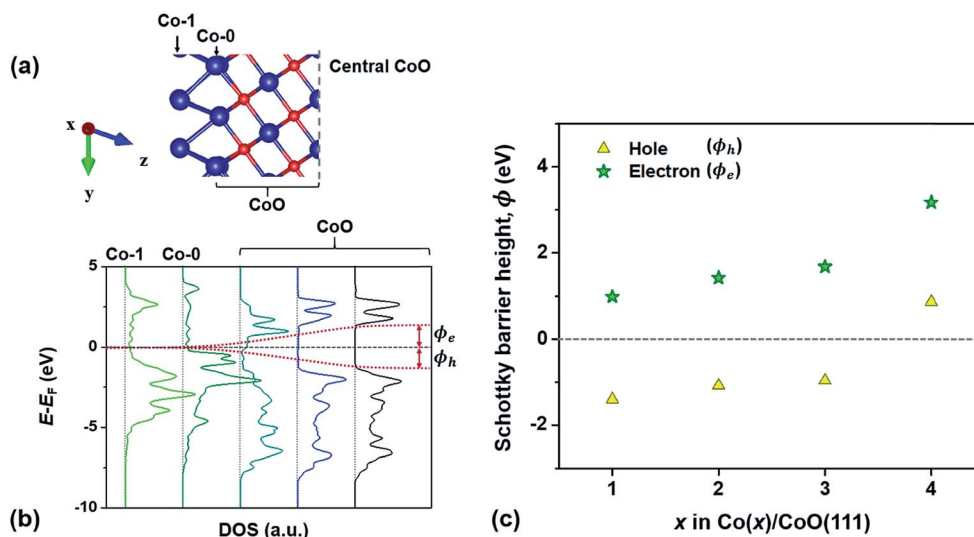 (a)
Co-1
Co-0
Central CoO
x
z
y
CoO
CoO
Co-1
Co-0
5
0
-5
-10
E-E_F (eV)
ϕ_e
ϕ_h
DOS (a.u.)
(b)
Hole (ϕ_h)
Electron (ϕ_e)
Schottky barrier height, ϕ (eV)
4
2
0
-2
1 2 3 4
x in Co(x)/CoO(111)
(c)